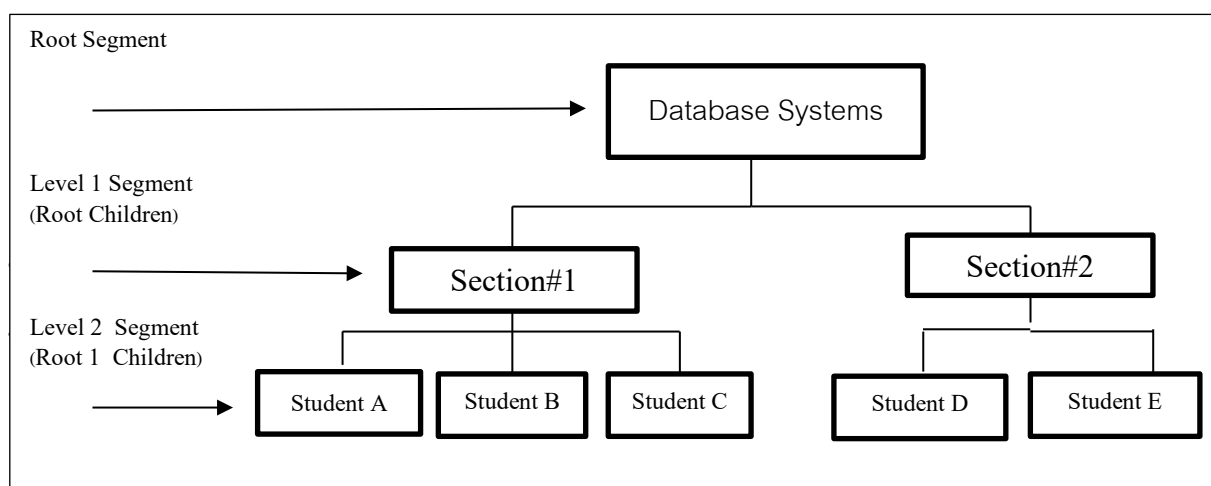 Root Segment
Database Systems
Level 1 Segment
(Root Children)
Section#1
Section#2
Level 2 Segment
(Root 1 Children)
Student A
Student B
Student C
Student D
Student E